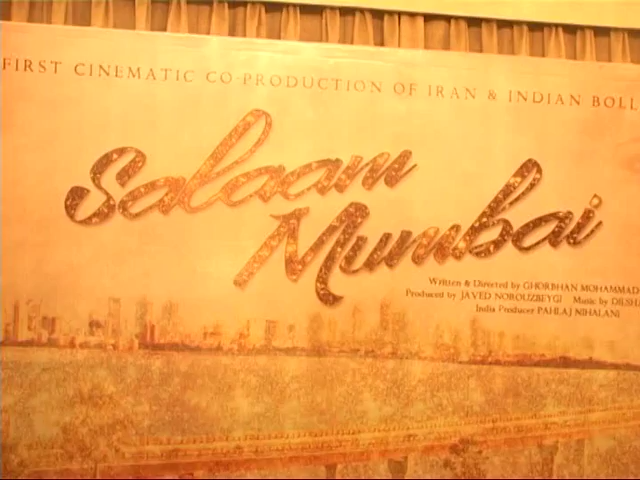 FIRST CINEMATIC CO-PRODUCTION OF IRAN & INDIAN BOLL
Salaam
Mumbai
Written & Directed by GHORBHAN MOHAMMAD
Produced by JAVED NOROUZBEYGI Music by DILSH
India Producer PAHLAJ NIHALANI